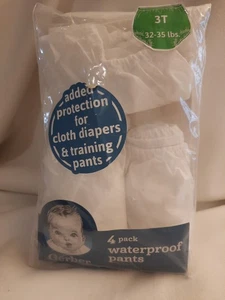 3T
32-35 lbs.
added
protection
for
cloth diapers
& training
pants
Gerber
4 pack
waterproof
pants